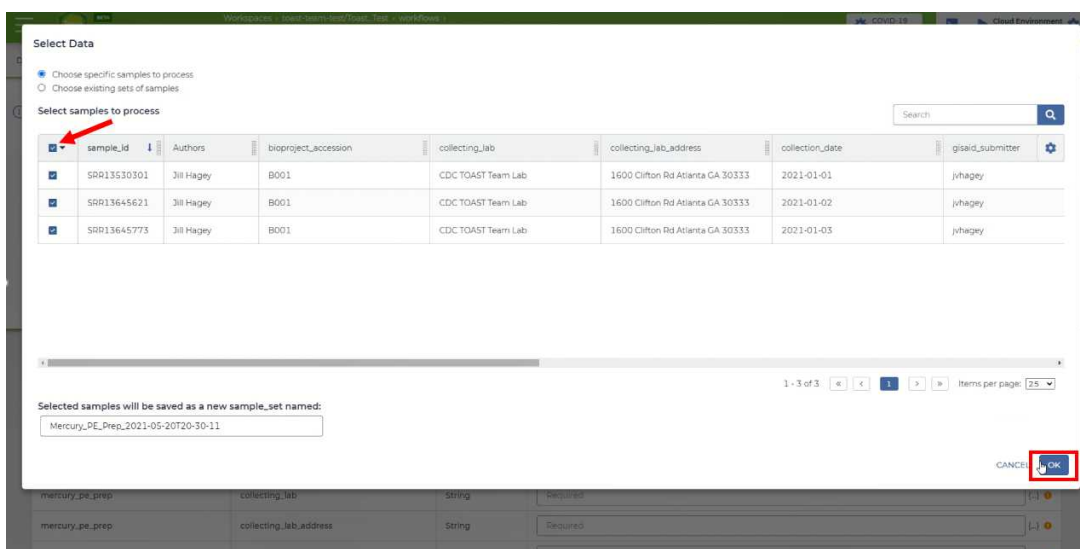 BETA
Workspaces > toast-team-test/Toast_Test > workflows >
COVID-19
Cloud Environment
Select Data
Choose specific samples to process
Choose existing sets of samples
Select samples to process
Search
sample_id Authors bioproject_accession collecting_lab collecting_lab_address collection_date gisaid_submitter
SRR13530301 Jill Hagey B001 CDC TOAST Team Lab 1600 Clifton Rd Atlanta GA 30333 2021-01-01 jvhagey
SRR13645621 Jill Hagey B001 CDC TOAST Team Lab 1600 Clifton Rd Atlanta GA 30333 2021-01-02 jvhagey
SRR13645773 Jill Hagey B001 CDC TOAST Team Lab 1600 Clifton Rd Atlanta GA 30333 2021-01-03 jvhagey
1 - 3 of 3 « < 1 > » Items per page: 25
Selected samples will be saved as a new sample_set named:
Mercury_PE_Prep_2021-05-20T20-30-11
CANCEL OK
mercury_pe_prep collecting_lab String Required {...}
mercury_pe_prep collecting_lab_address String Required {...}